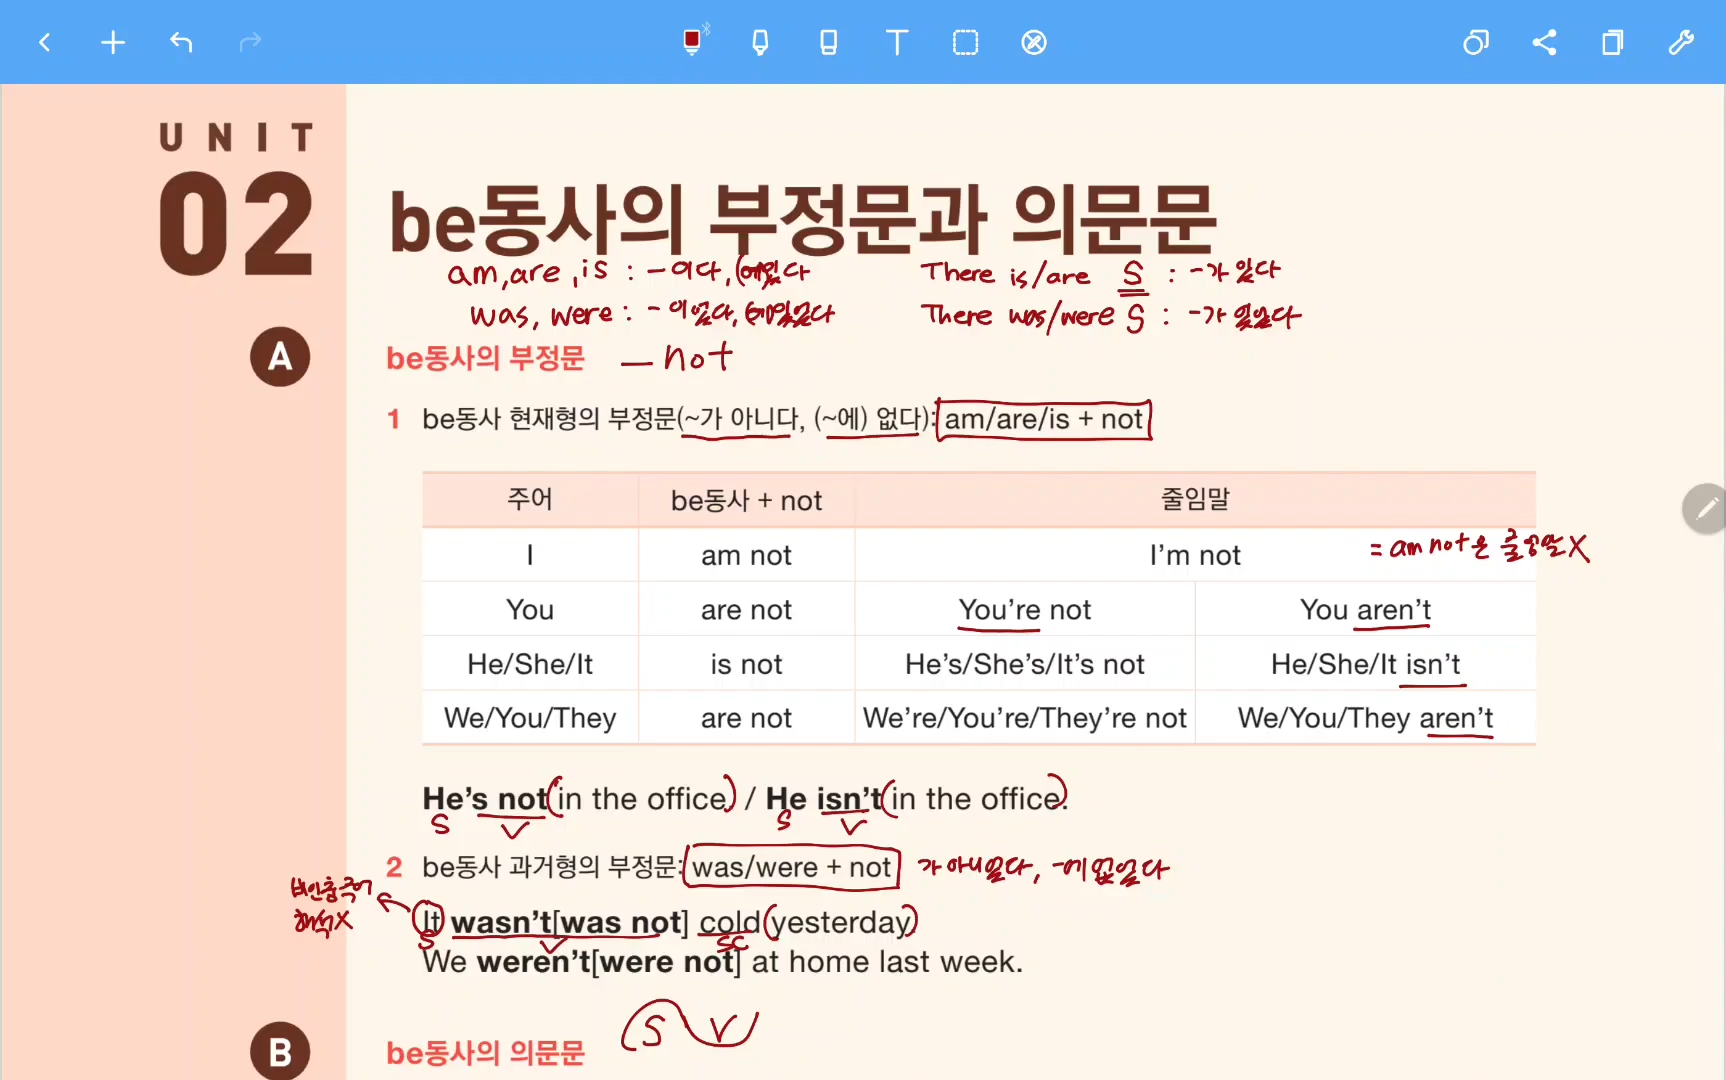 UNIT
02
be동사의 부정문과 의문문
am, are, is : -이다, (에)있다
There is/are S : -가 있다
was, were : -이었다, (에)있었다
There was/were S : -가 있었다
A
be동사의 부정문 — not
1 be동사 현재형의 부정문(~가 아니다, (~에) 없다): am/are/is + not
주어 be동사 + not 줄임말
I am not I'm not = am not은 줄임말X
You are not You're not You aren't
He/She/It is not He's/She's/It's not He/She/It isn't
We/You/They are not We're/You're/They're not We/You/They aren't
He's not (in the office.) / He isn't (in the office.)
S V S V
2 be동사 과거형의 부정문: was/were + not 가 아니었다, -에 없었다
비인칭주어
해석X
It wasn't[was not] cold (yesterday.)
S V SC
We weren't[were not] at home last week.
S V
B
be동사의 의문문